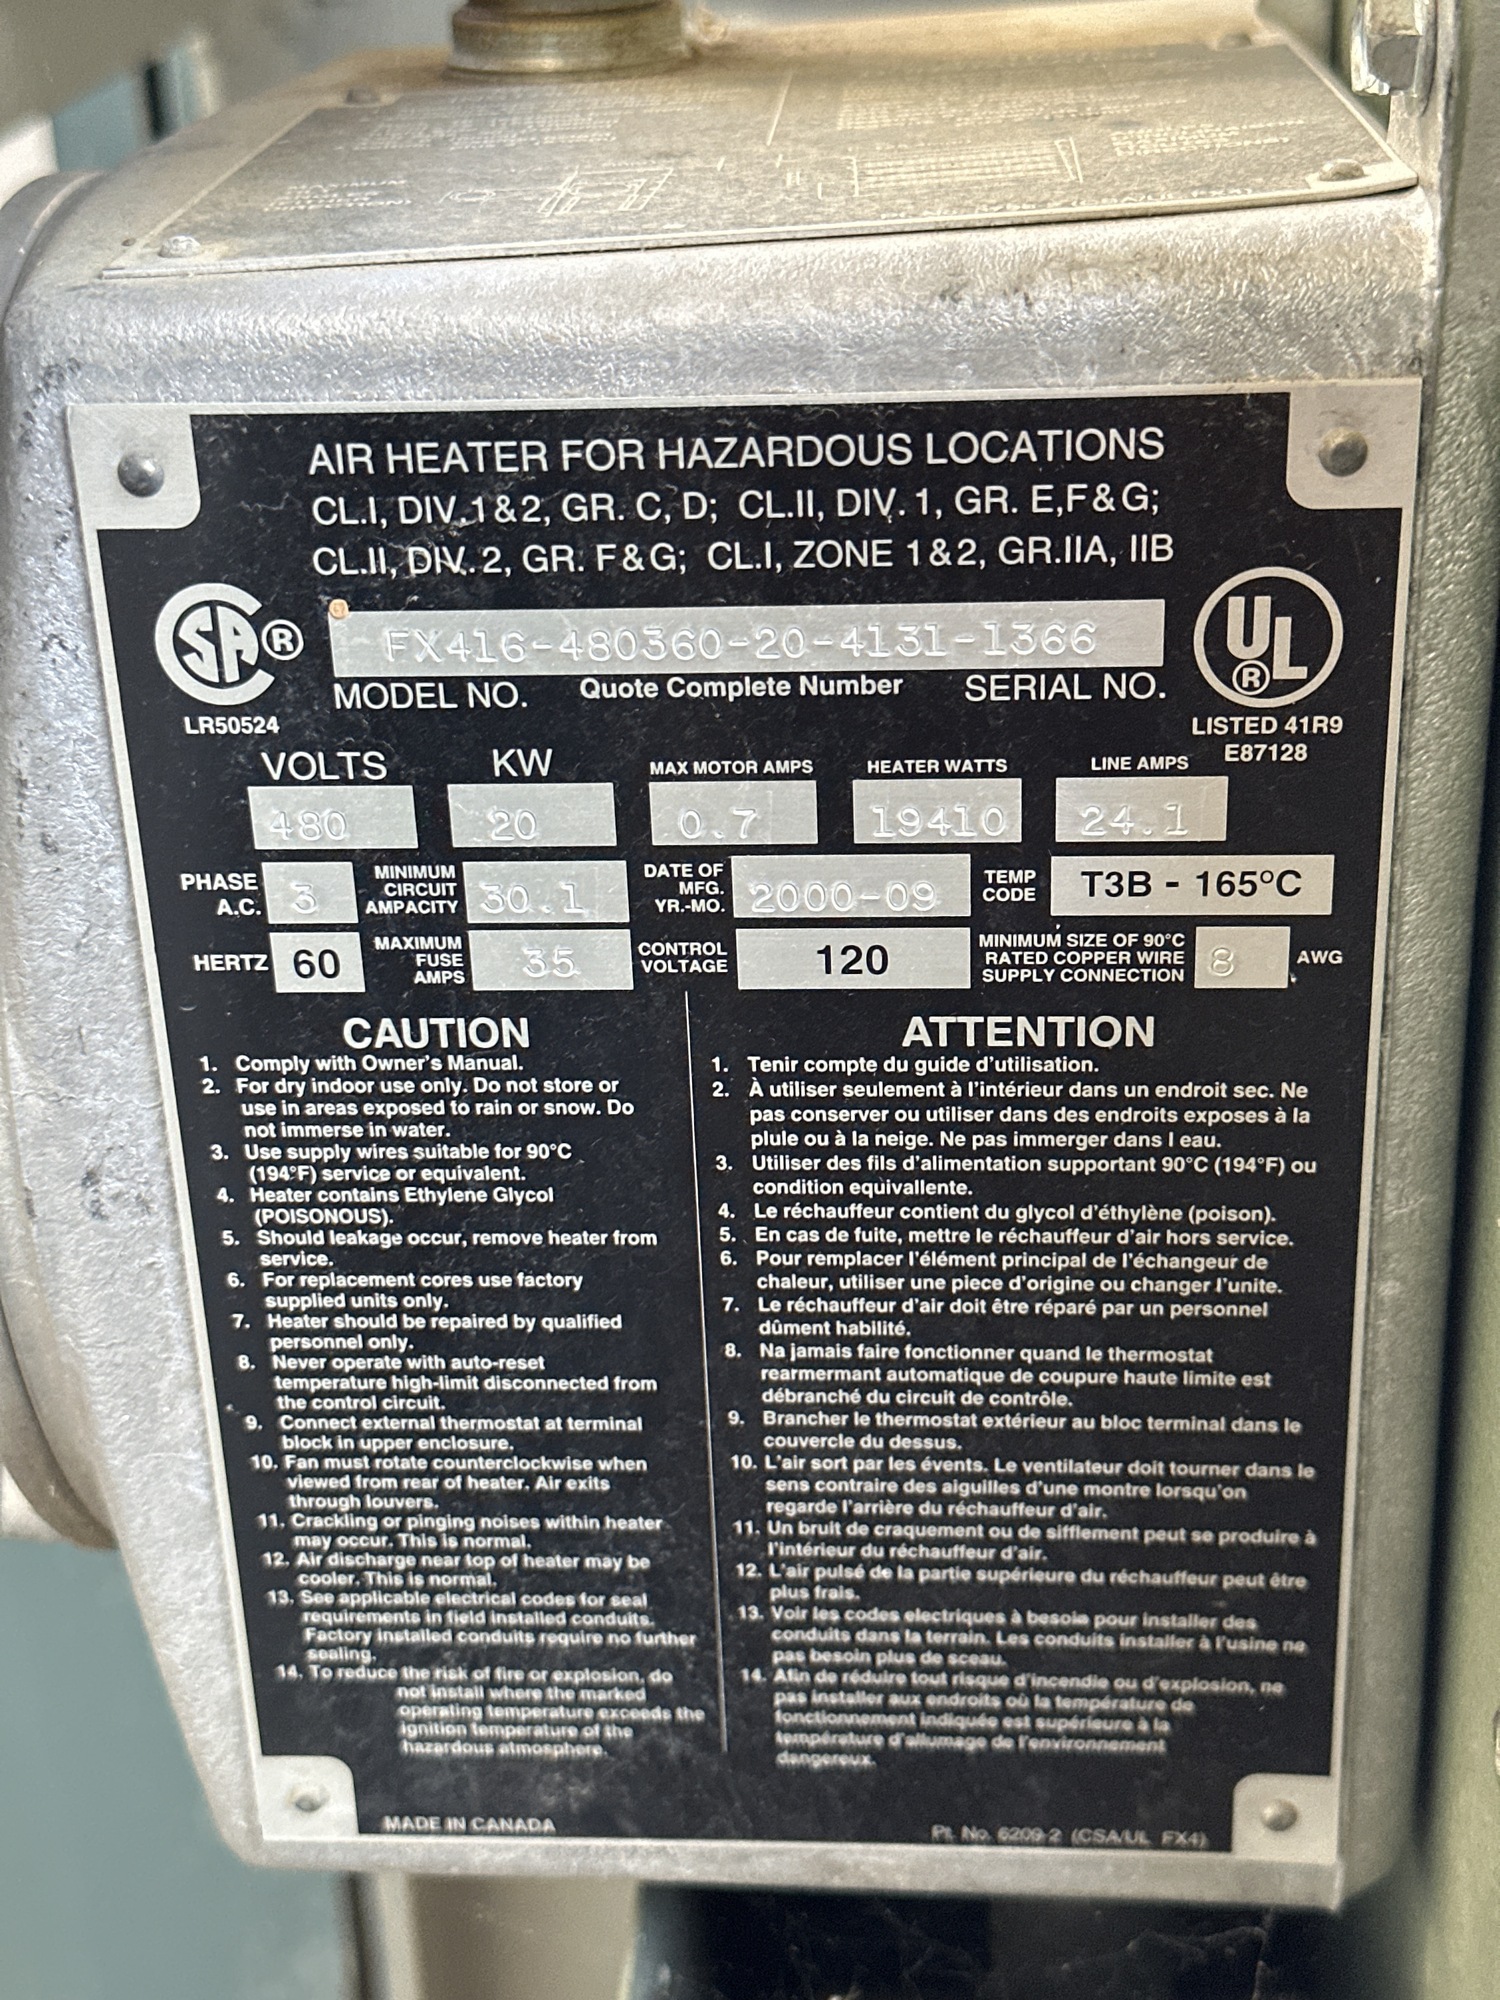 AIR HEATER FOR HAZARDOUS LOCATIONS
CL.I, DIV. 1 & 2, GR. C, D; CL.II, DIV. 1, GR. E,F & G;
CL.II, DIV. 2, GR. F & G; CL.I, ZONE 1 & 2, GR.IIA, IIB
SA ®
LR50524
FX416-480360-20-4131-1366
MODEL NO. Quote Complete Number SERIAL NO.
UL ®
LISTED 41R9
E87128
VOLTS KW MAX MOTOR AMPS HEATER WATTS LINE AMPS
480 20 0.7 19410 24.1
PHASE A.C. 3 MINIMUM CIRCUIT AMPACITY 30.1 DATE OF MFG. YR.-MO. 2000-09 TEMP CODE T3B - 165°C
HERTZ 60 MAXIMUM FUSE AMPS 35 CONTROL VOLTAGE 120 MINIMUM SIZE OF 90°C RATED COPPER WIRE SUPPLY CONNECTION 8 AWG
CAUTION
1. Comply with Owner's Manual.
2. For dry indoor use only. Do not store or
use in areas exposed to rain or snow. Do
not immerse in water.
3. Use supply wires suitable for 90°C
(194°F) service or equivalent.
4. Heater contains Ethylene Glycol
(POISONOUS).
5. Should leakage occur, remove heater from
service.
6. For replacement cores use factory
supplied units only.
7. Heater should be repaired by qualified
personnel only.
8. Never operate with auto-reset
temperature high-limit disconnected from
the control circuit.
9. Connect external thermostat at terminal
block in upper enclosure.
10. Fan must rotate counterclockwise when
viewed from rear of heater. Air exits
through louvers.
11. Crackling or pinging noises within heater
may occur. This is normal.
12. Air discharge near top of heater may be
cooler. This is normal.
13. See applicable electrical codes for seal
requirements in field installed conduits.
Factory installed conduits require no further
sealing.
14. To reduce the risk of fire or explosion, do
not install where the marked
operating temperature exceeds the
ignition temperature of the
hazardous atmosphere.
ATTENTION
1. Tenir compte du guide d'utilisation.
2. À utiliser seulement à l'intérieur dans un endroit sec. Ne
pas conserver ou utiliser dans des endroits exposes à la
plule ou à la neige. Ne pas immerger dans l eau.
3. Utiliser des fils d'alimentation supportant 90°C (194°F) ou
condition equivallente.
4. Le réchauffeur contient du glycol d'éthylène (poison).
5. En cas de fuite, mettre le réchauffeur d'air hors service.
6. Pour remplacer l'élément principal de l'échangeur de
chaleur, utiliser une piece d'origine ou changer l'unite.
7. Le réchauffeur d'air doit être réparé par un personnel
dûment habilité.
8. Na jamais faire fonctionner quand le thermostat
rearmermant automatique de coupure haute limite est
débranché du circuit de contrôle.
9. Brancher le thermostat extérieur au bloc terminal dans le
couvercle du dessus.
10. L'air sort par les évents. Le ventilateur doit tourner dans le
sens contraire des aiguilles d'une montre lorsqu'on
regarde l'arrière du réchauffeur d'air.
11. Un bruit de craquement ou de sifflement peut se produire à
l'intérieur du réchauffeur d'air.
12. L'air pulsé de la partie supérieure du réchauffeur peut être
plus frais.
13. Voir les codes electriques à besoin pour installer des
conduits dans la terrain. Les conduits installer à l'usine ne
pas besoin plus de sceau.
14. Afin de réduire tout risque d'incendie ou d'explosion, ne
pas installer aux endroits où la température de
fonctionnement indiquée est supérieure à la
température d'allumage de l'environnement
dangereux.
MADE IN CANADA
Pt. No. 6209-2 (CSA/UL FX4)